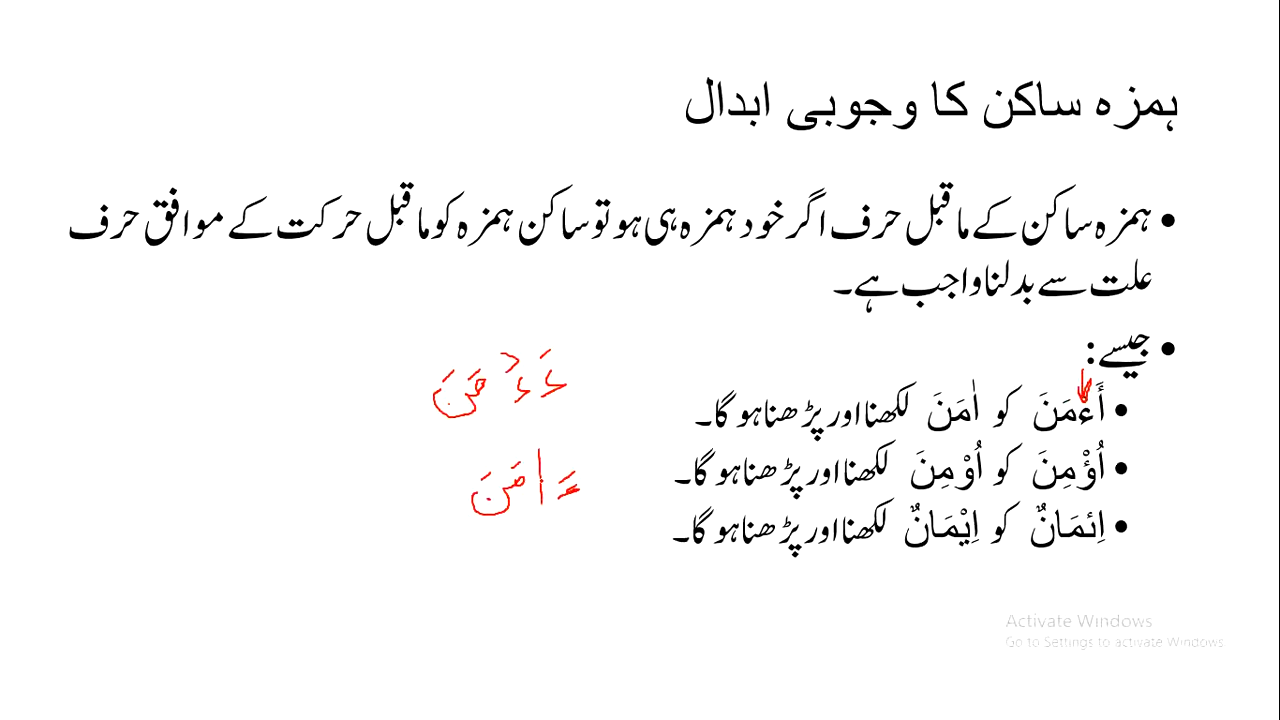 ہمزہ ساکن کا وجوبی ابدال
• ہمزہ ساکن کے ماقبل حرف اگر خود ہمزہ ہی ہو تو ساکن ہمزہ کو ماقبل حرکت کے موافق حرف
علت سے بدلنا واجب ہے۔
• جیسے:
• أَءْمَنَ کو اٰمَنَ لکھنا اور پڑھنا ہو گا۔
ءَءْمَنَ
• اُؤْمِنَ کو اُوْمِنَ لکھنا اور پڑھنا ہو گا۔
ءَامَنَ
• اِئمَانٌ کو اِیْمَانٌ لکھنا اور پڑھنا ہو گا۔
Activate Windows
Go to Settings to activate Windows.